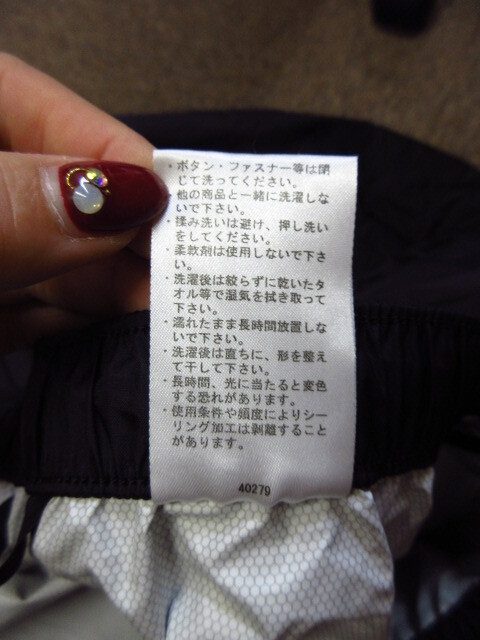 ・ボタン・ファスナー等は閉
じて洗ってください。
・他の商品と一緒に洗濯しな
いで下さい。
・揉み洗いは避け、押し洗い
をしてください。
・柔軟剤は使用しないで下さ
い。
・洗濯後は絞らずに乾いたタ
オル等で湿気を拭き取って
下さい。
・濡れたまま長時間放置しな
いで下さい。
・洗濯後は直ちに、形を整え
て干して下さい。
・長時間、光に当たると変色
する恐れがあります。
・使用条件や頻度によりシー
リング加工は剥離すること
があります。
40279